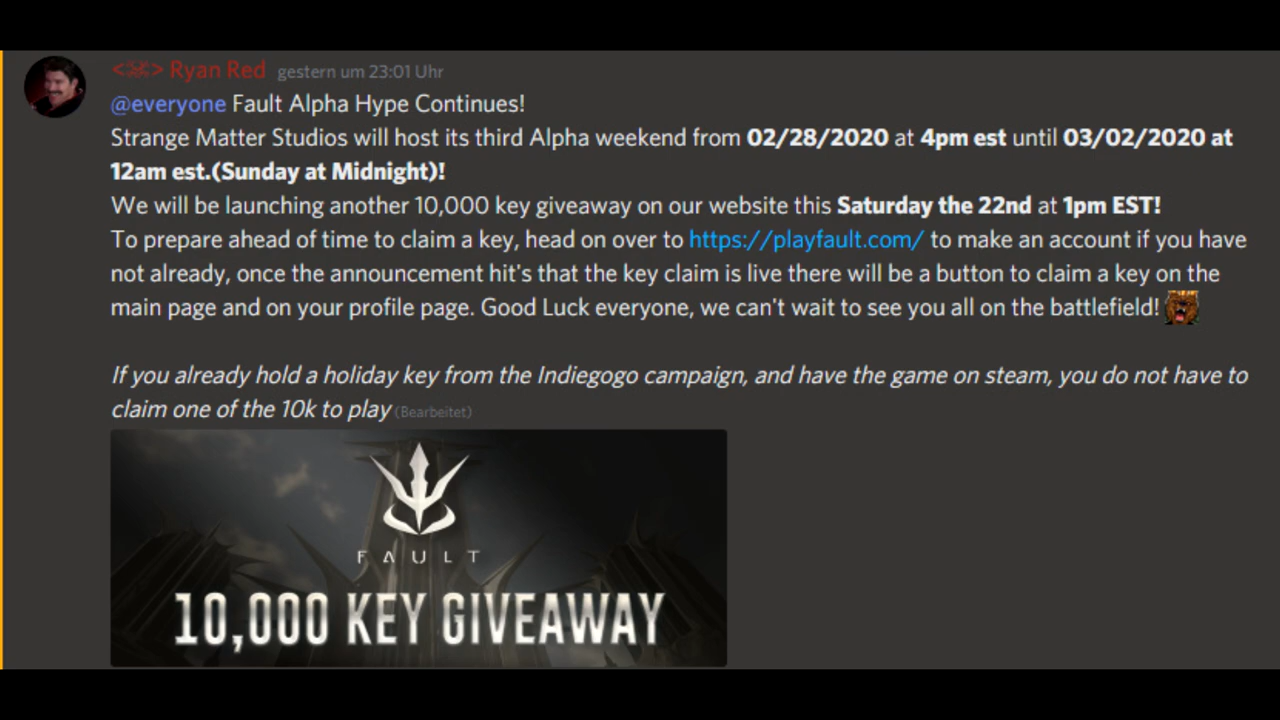 <> Ryan Red gestern um 23:01 Uhr
@everyone Fault Alpha Hype Continues!
Strange Matter Studios will host its third Alpha weekend from 02/28/2020 at 4pm est until 03/02/2020 at
12am est.(Sunday at Midnight)!
We will be launching another 10,000 key giveaway on our website this Saturday the 22nd at 1pm EST!
To prepare ahead of time to claim a key, head on over to https://playfault.com/ to make an account if you have
not already, once the announcement hit's that the key claim is live there will be a button to claim a key on the
main page and on your profile page. Good Luck everyone, we can't wait to see you all on the battlefield!
If you already hold a holiday key from the Indiegogo campaign, and have the game on steam, you do not have to
claim one of the 10k to play (Bearbeitet)
FAULT
10,000 KEY GIVEAWAY